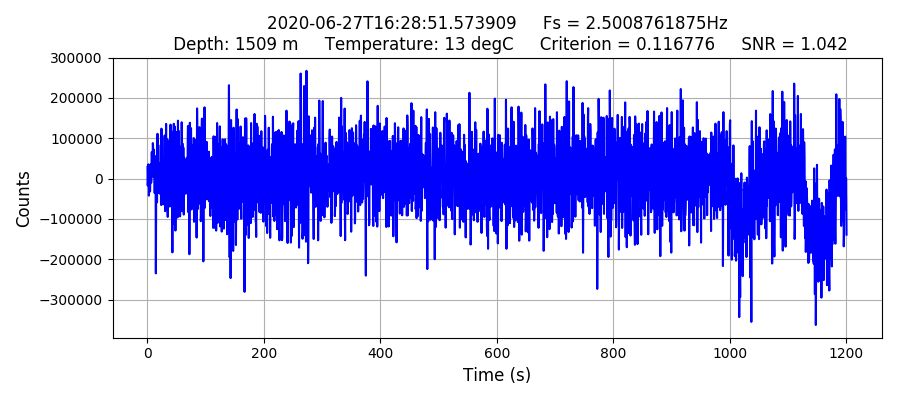 2020-06-27T16:28:51.573909     Fs = 2.5008761875Hz
Depth: 1509 m     Temperature: 13 degC     Criterion = 0.116776     SNR = 1.042
300000
200000
100000
0
−100000
−200000
−300000
Counts
0 200 400 600 800 1000 1200
Time (s)